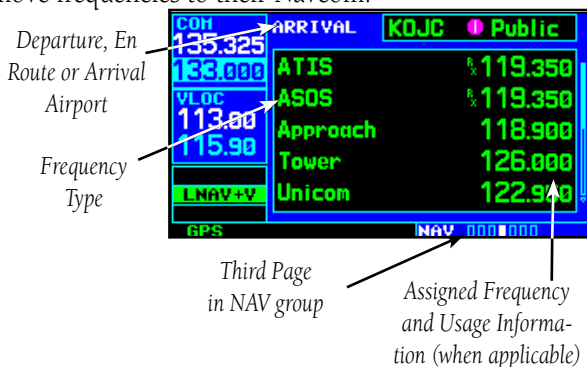 move frequencies to their Navcom.
Departure, En
Route or Arrival
Airport
Frequency
Type
COM
135.325
133.000
VLOC
113.00
115.90
LNAV+V
GPS
ARRIVAL KOJC Public
ATIS Rx 119.350
ASOS Rx 119.350
Approach 118.900
Tower 126.000
Unicom 122.950
NAV
Third Page
in NAV group
Assigned Frequency
and Usage Informa-
tion (when applicable)